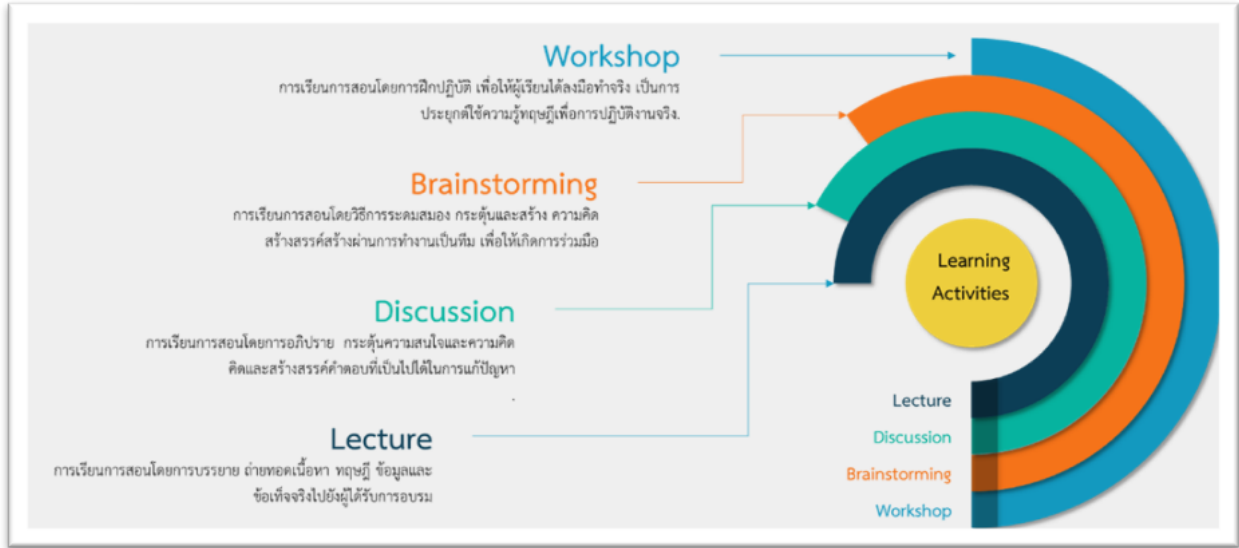 Workshop
การเรียนการสอนโดยการฝึกปฏิบัติ เพื่อให้ผู้เรียนได้ลงมือทำจริง เป็นการ
ประยุกต์ใช้ความรู้ทฤษฎีเพื่อการปฏิบัติงานจริง.
Brainstorming
การเรียนการสอนโดยวิธีการระดมสมอง กระตุ้นและสร้าง ความคิด
สร้างสรรค์สร้างผ่านการทำงานเป็นทีม เพื่อให้เกิดการร่วมมือ
Discussion
การเรียนการสอนโดยการอภิปราย กระตุ้นความสนใจและความคิด
คิดและสร้างสรรค์คำตอบที่เป็นไปได้ในการแก้ปัญหา
.
Lecture
การเรียนการสอนโดยการบรรยาย ถ่ายทอดเนื้อหา ทฤษฎี ข้อมูลและ
ข้อเท็จจริงไปยังผู้ได้รับการอบรม
Learning
Activities
Lecture
Discussion
Brainstorming
Workshop